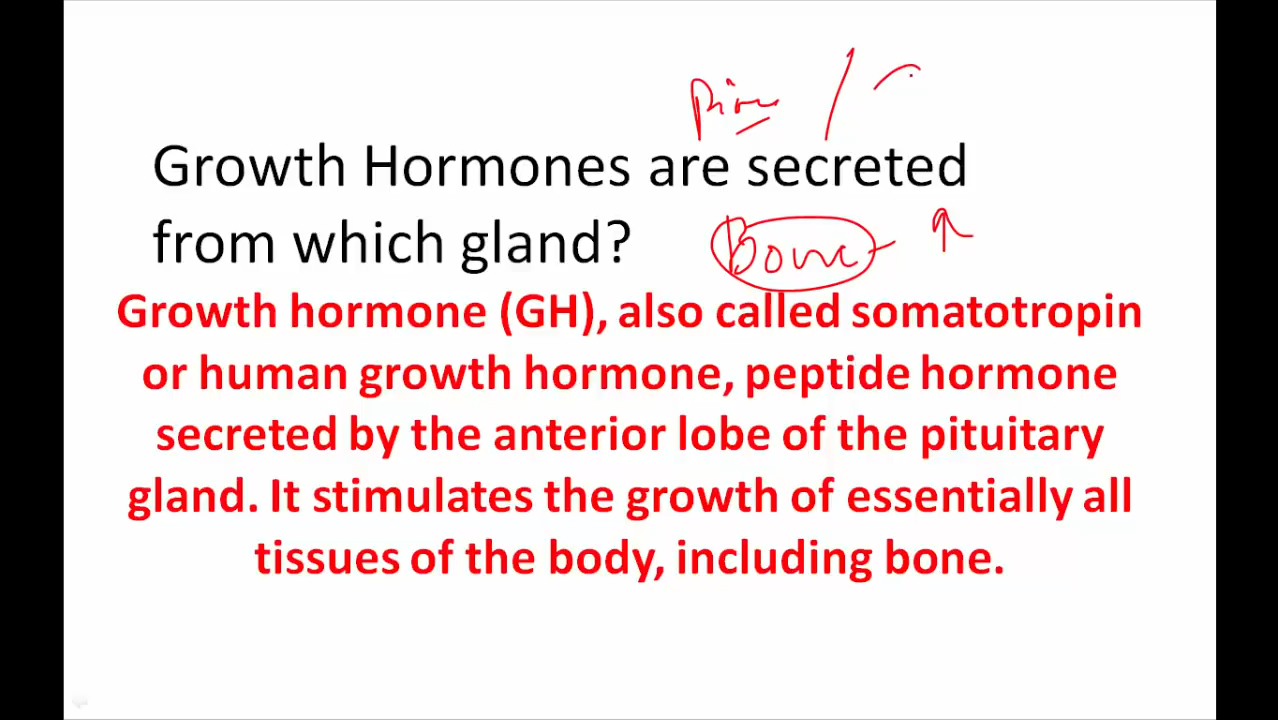 Growth Hormones are secreted
from which gland?
Bone
Growth hormone (GH), also called somatotropin
or human growth hormone, peptide hormone
secreted by the anterior lobe of the pituitary
gland. It stimulates the growth of essentially all
tissues of the body, including bone.